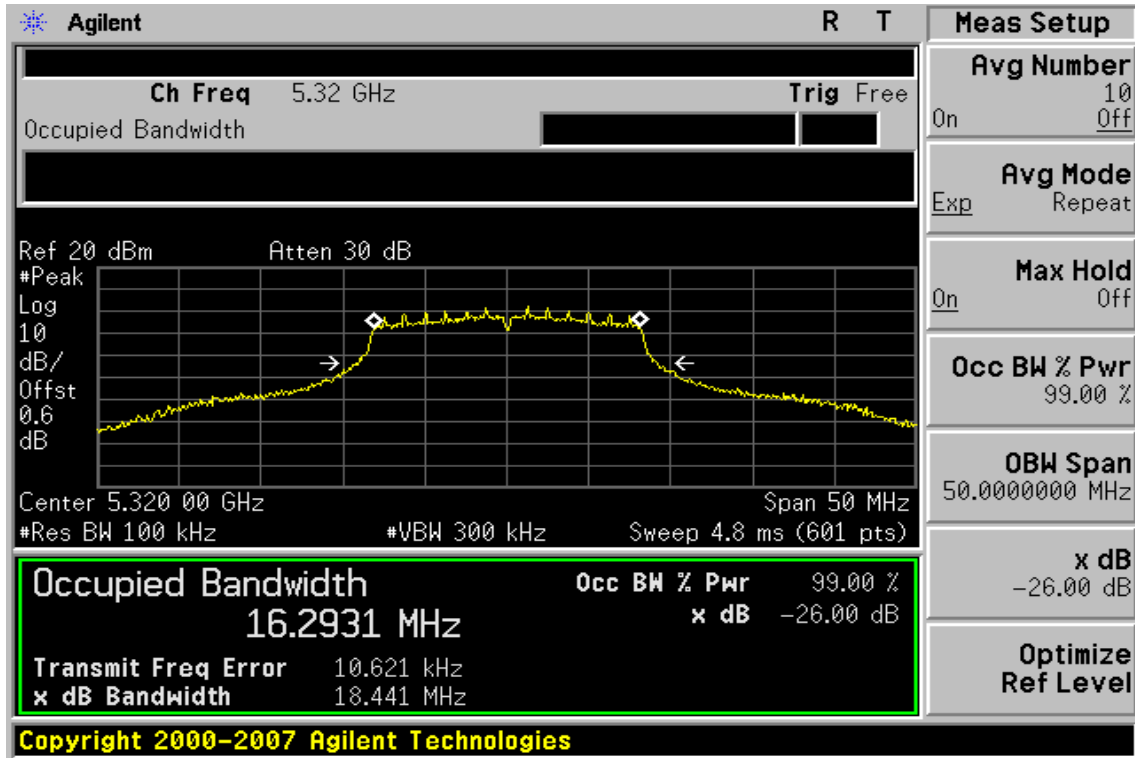 Agilent R T
Ch Freq 5.32 GHz Trig Free
Occupied Bandwidth
Ref 20 dBm Atten 30 dB
#Peak
Log
10
dB/
Offst
0.6
dB
Center 5.320 00 GHz Span 50 MHz
#Res BW 100 kHz #VBW 300 kHz Sweep 4.8 ms (601 pts)
Occupied Bandwidth Occ BW % Pwr 99.00 %
16.2931 MHz x dB -26.00 dB
Transmit Freq Error 10.621 kHz
x dB Bandwidth 18.441 MHz
Copyright 2000-2007 Agilent Technologies
Meas Setup
Avg Number
10
On Off
Avg Mode
Exp Repeat
Max Hold
On Off
Occ BW % Pwr
99.00 %
OBW Span
50.0000000 MHz
x dB
-26.00 dB
Optimize
Ref Level